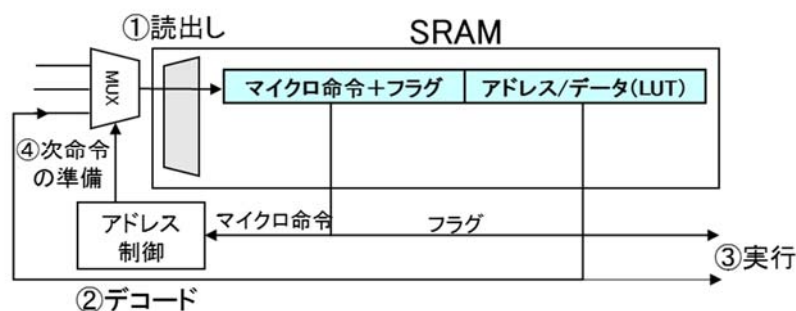 ①読出し
SRAM
MUX
マイクロ命令＋フラグ
アドレス/データ(LUT)
④次命令
の準備
アドレス
制御
マイクロ命令
フラグ
③実行
②デコード